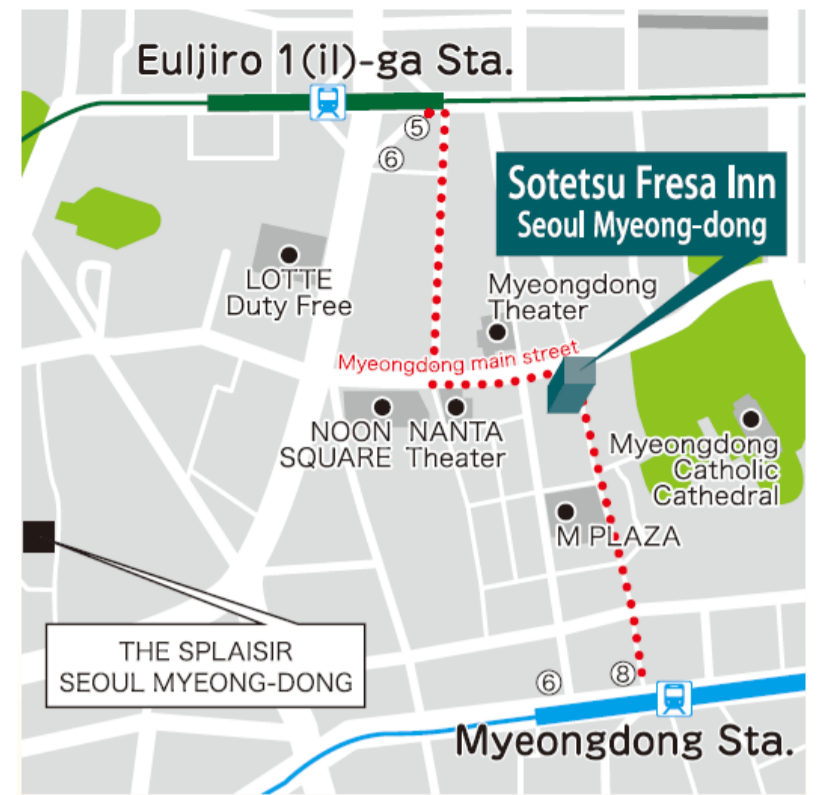 Euljiro 1(il)-ga Sta.
⑤
⑥
Sotetsu Fresa Inn
Seoul Myeong-dong
LOTTE
Duty Free
Myeongdong
Theater
Myeongdong main street
NOON
SQUARE
NANTA
Theater
Myeongdong
Catholic
Cathedral
M PLAZA
THE SPLAISIR
SEOUL MYEONG-DONG
⑥
⑧
Myeongdong Sta.